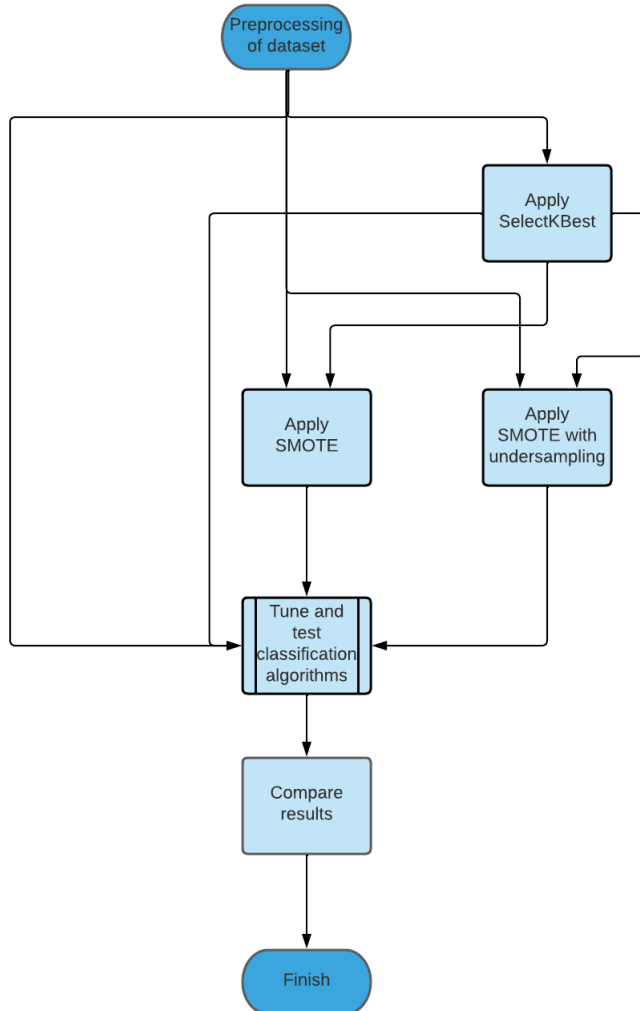 Preprocessing
of dataset
Apply
SelectKBest
Apply
SMOTE
Apply
SMOTE with
undersampling
Tune and
test
classification
algorithms
Compare
results
Finish